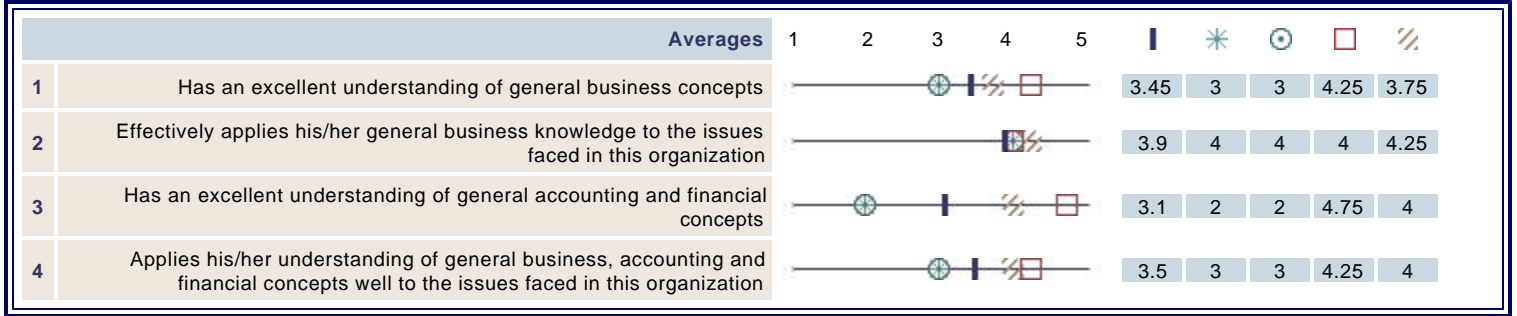 Averages 1 2 3 4 5
1 Has an excellent understanding of general business concepts 3.45 3 3 4.25 3.75
Effectively applies his/her general business knowledge to the issues
2 faced in this organization 3.9 4 4 4 4.25
Has an excellent understanding of general accounting and financial
3 concepts 3.1 2 2 4.75 4
Applies his/her understanding of general business, accounting and
4 financial concepts well to the issues faced in this organization 3.5 3 3 4.25 4